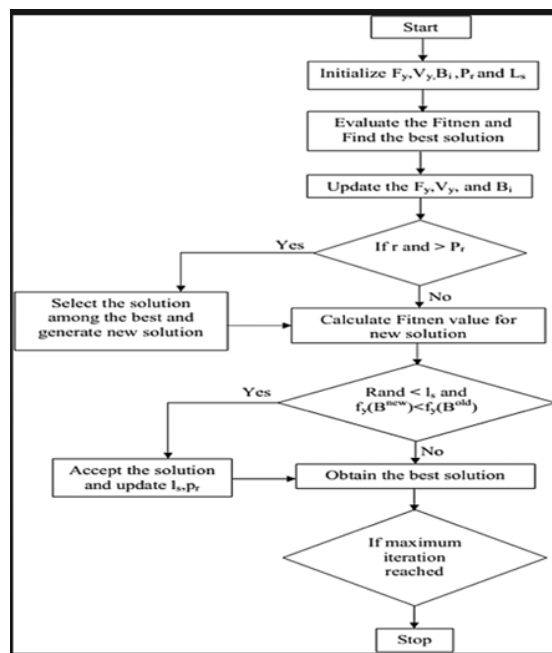 Start
Initialize Fy,Vy,Bi ,Pr and Ls
Evaluate the Fitnen and
Find the best solution
Update the Fy,Vy, and Bi
If r and > Pr
Yes
No
Select the solution
among the best and
generate new solution
Calculate Fitnen value for
new solution
Rand < ls and
fy(Bnew)<fy(Bold)
Yes
No
Accept the solution
and update ls,pr
Obtain the best solution
If maximum
iteration
reached
Stop